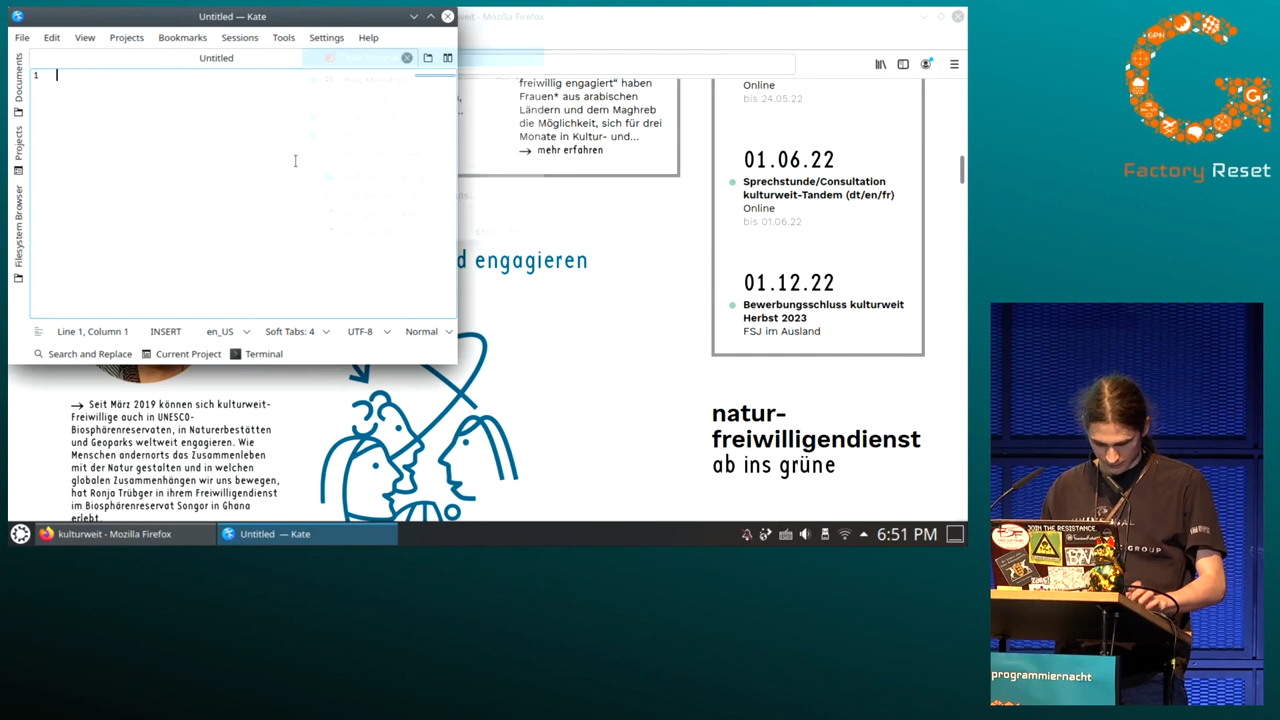 Untitled — Kate
weit - Mozilla Firefox
File Edit View Projects Bookmarks Sessions Tools Settings Help
Untitled
1
Documents
Projects
Filesystem Browser
Line 1, Column 1 INSERT en_US Soft Tabs: 4 UTF-8 Normal
Search and Replace Current Project Terminal
freiwillig engagiert" haben
Frauen* aus arabischen
Ländern und dem Maghreb
die Möglichkeit, sich für drei
Monate in Kultur- und...
→ mehr erfahren
d engagieren
→ Seit März 2019 können sich kulturweit-
Freiwillige auch in UNESCO-
Biosphärenreservaten, in Naturerbestätten
und Geoparks weltweit engagieren. Wie
Menschen andernorts das Zusammenleben
mit der Natur gestalten und in welchen
globalen Zusammenhängen wir uns bewegen,
hat Ronja Trübger in ihrem Freiwilligendienst
im Biosphärenreservat Songor in Ghana
erlebt.
Online
bis 24.05.22
01.06.22
Sprechstunde/Consultation
kulturweit-Tandem (dt/en/fr)
Online
bis 01.06.22
01.12.22
Bewerbungsschluss kulturweit
Herbst 2023
FSJ im Ausland
natur-
freiwilligendienst
ab ins grüne
kulturweit - Mozilla Firefox
Untitled — Kate
6:51 PM
GPN
G
Factory Reset
JOIN THE RESISTANCE.
GROUP
programmiernacht